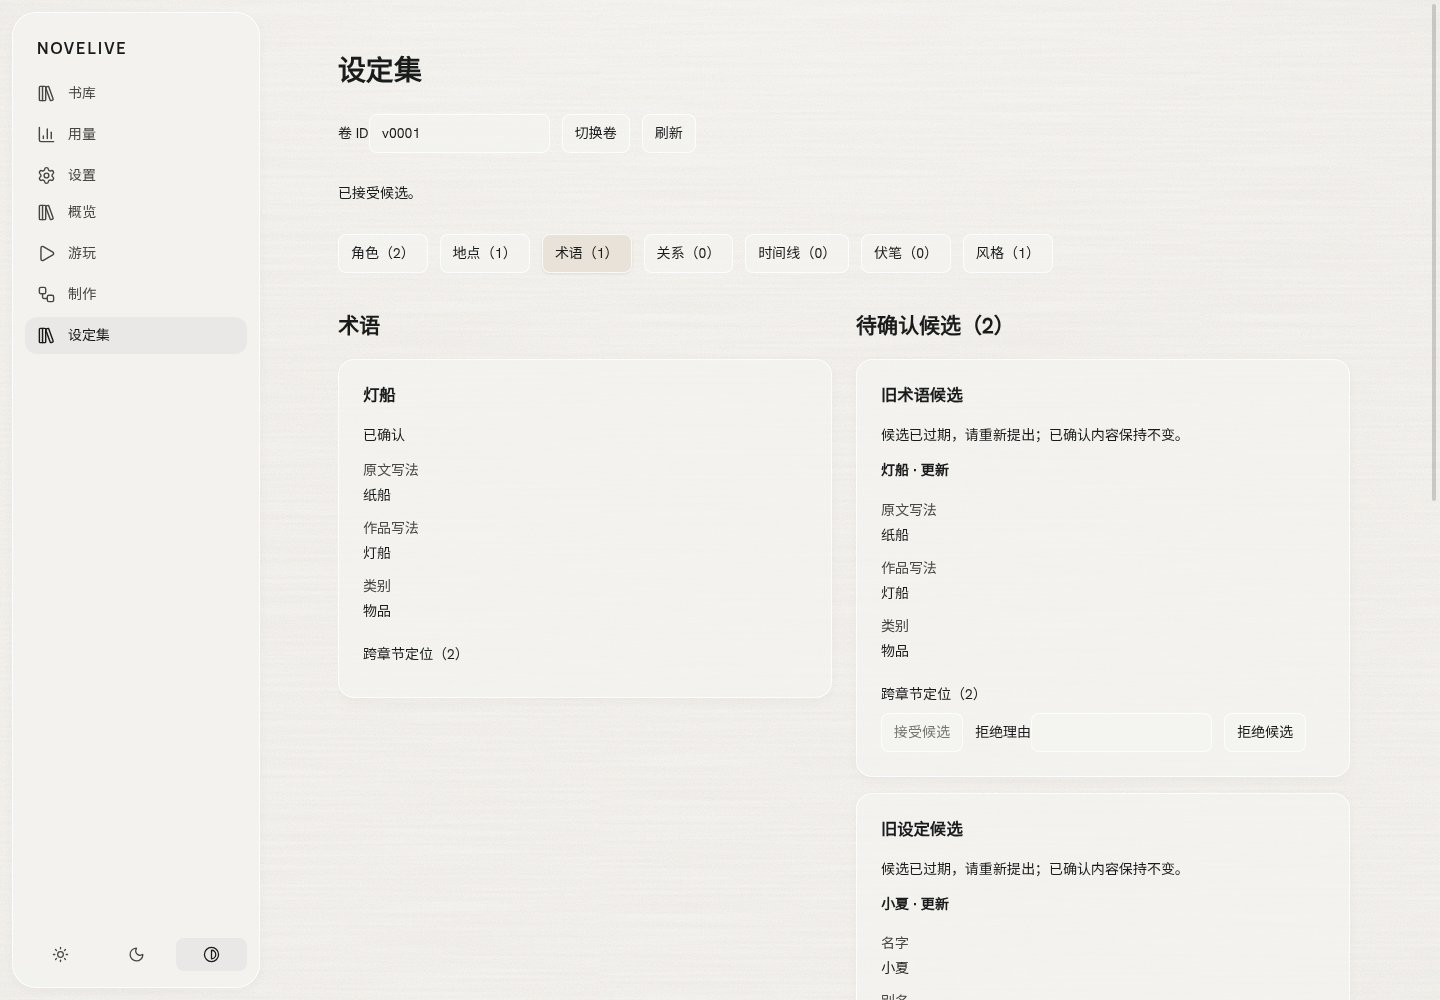 NOVELIVE
书库
用量
设置
概览
游玩
制作
设定集
设定集
卷 ID v0001 切换卷 刷新
已接受候选。
角色（2） 地点（1） 术语（1） 关系（0） 时间线（0） 伏笔（0） 风格（1）
术语
灯船
已确认
原文写法
纸船
作品写法
灯船
类别
物品
跨章节定位（2）
待确认候选（2）
旧术语候选
候选已过期，请重新提出；已确认内容保持不变。
灯船 · 更新
原文写法
纸船
作品写法
灯船
类别
物品
跨章节定位（2）
接受候选 拒绝理由 拒绝候选
旧设定候选
候选已过期，请重新提出；已确认内容保持不变。
小夏 · 更新
名字
小夏